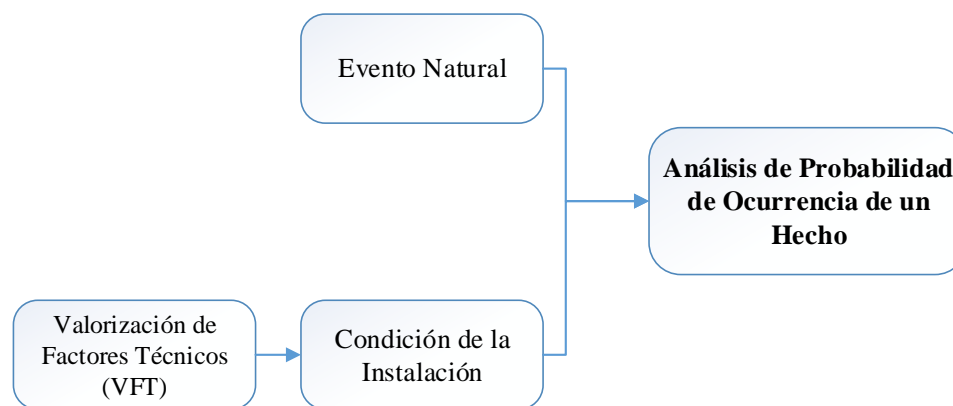 Evento Natural
Análisis de Probabilidad
de Ocurrencia de un
Hecho
Valorización de
Factores Técnicos
(VFT)
Condición de la
Instalación